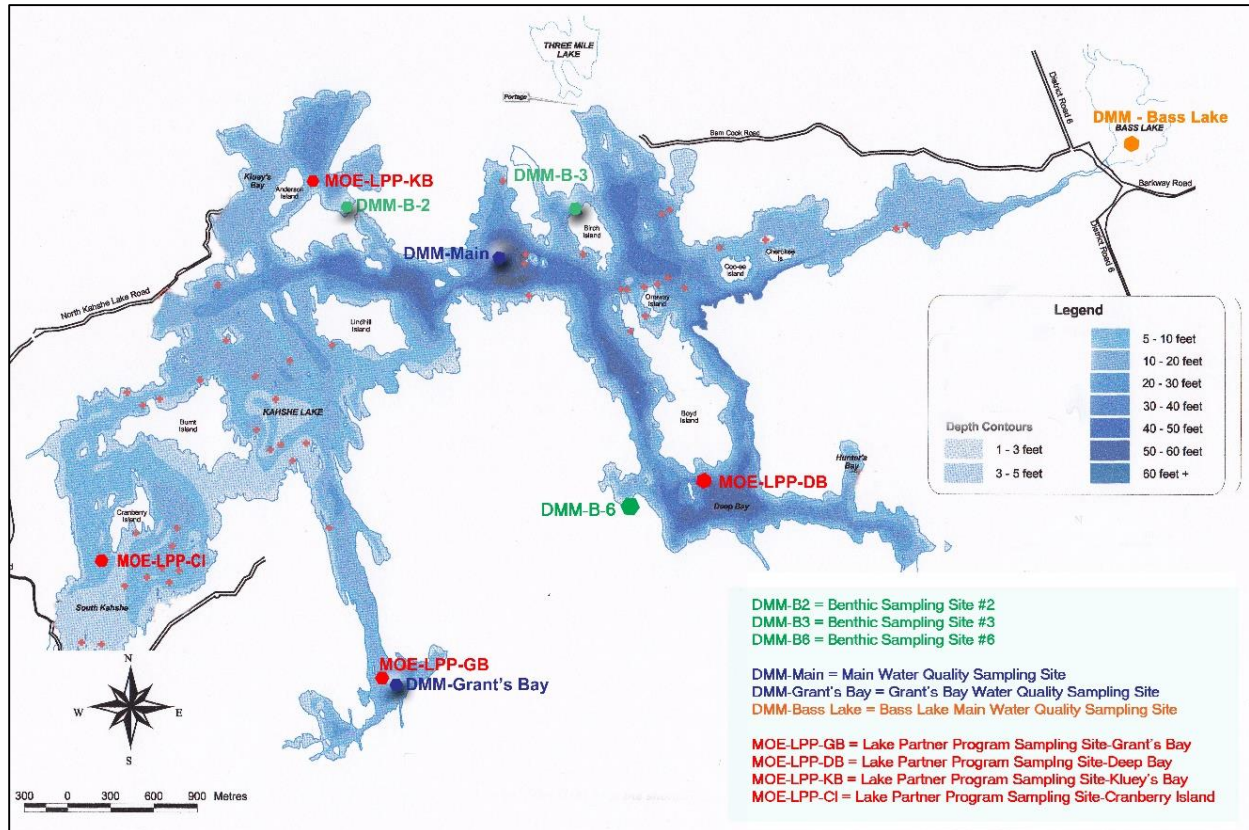 THREE MILE
LAKE
Portage
District Road 6
DMM - Bass Lake
BASS LAKE
Bam Cook Road
Barkway Road
Kluey's
Bay
Anderson
Island
MOE-LPP-KB
DMM-B-2
DMM-B-3
Birch
Island
DMM-Main
Coo-ee
Island
Cherokee
Is.
District Road 6
North Kahshe Lake Road
Lindhill
Island
Legend
5 - 10 feet
10 - 20 feet
20 - 30 feet
30 - 40 feet
40 - 50 feet
50 - 60 feet
60 feet +
Depth Contours
1 - 3 feet
3 - 5 feet
KAHSHE LAKE
Burnt
Island
Boyd
Island
Hunter's
Bay
MOE-LPP-DB
DMM-B-6
Deep Bay
Cranberry
Island
MOE-LPP-CI
South Kahshe
MOE-LPP-GB
DMM-Grant's Bay
N
W E
S
300 0 300 600 900 Metres
DMM-B2 = Benthic Sampling Site #2
DMM-B3 = Benthic Sampling Site #3
DMM-B6 = Benthic Sampling Site #6
DMM-Main = Main Water Quality Sampling Site
DMM-Grant's Bay = Grant's Bay Water Quality Sampling Site
DMM-Bass Lake = Bass Lake Main Water Quality Sampling Site
MOE-LPP-GB = Lake Partner Program Sampling Site-Grant's Bay
MOE-LPP-DB = Lake Partner Program Sampling Site-Deep Bay
MOE-LPP-KB = Lake Partner Program Sampling Site-Kluey's Bay
MOE-LPP-CI = Lake Partner Program Sampling Site-Cranberry Island